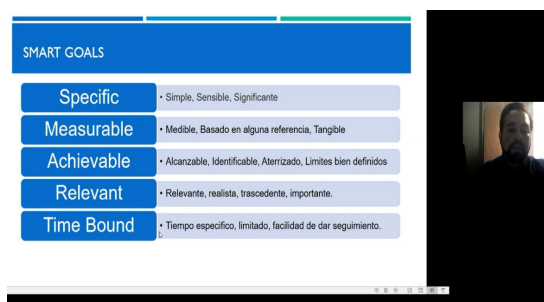 SMART GOALS
Specific
• Simple, Sensible, Significante
Measurable
• Medible, Basado en alguna referencia, Tangible
Achievable
• Alcanzable, Identificable, Aterrizado, Limites bien definidos
Relevant
• Relevante, realista, trascedente, importante.
Time Bound
• Tiempo especifico, limitado, facilidad de dar seguimiento.